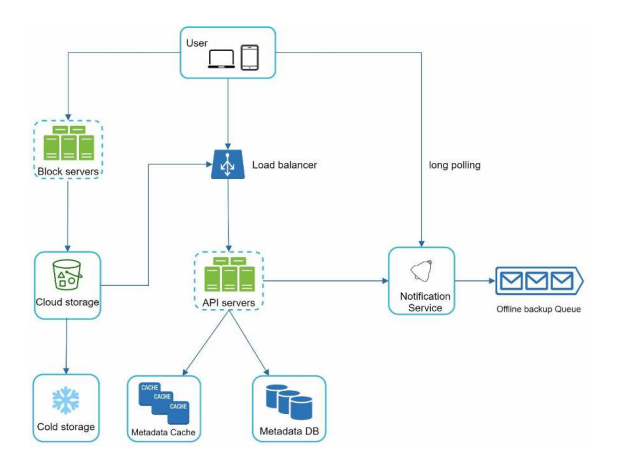 User
Block servers
Load balancer
long polling
Cloud storage
API servers
Notification
Service
Offline backup Queue
Cold storage
CACHE
CACHE
CACHE
Metadata Cache
Metadata DB